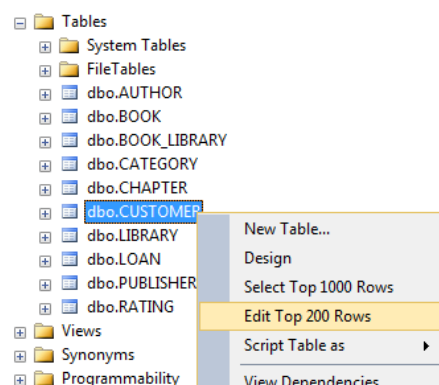 Tables
System Tables
FileTables
dbo.AUTHOR
dbo.BOOK
dbo.BOOK_LIBRARY
dbo.CATEGORY
dbo.CHAPTER
dbo.CUSTOMER
dbo.LIBRARY
dbo.LOAN
dbo.PUBLISHER
dbo.RATING
Views
Synonyms
Programmability
New Table...
Design
Select Top 1000 Rows
Edit Top 200 Rows
Script Table as
View Dependencies